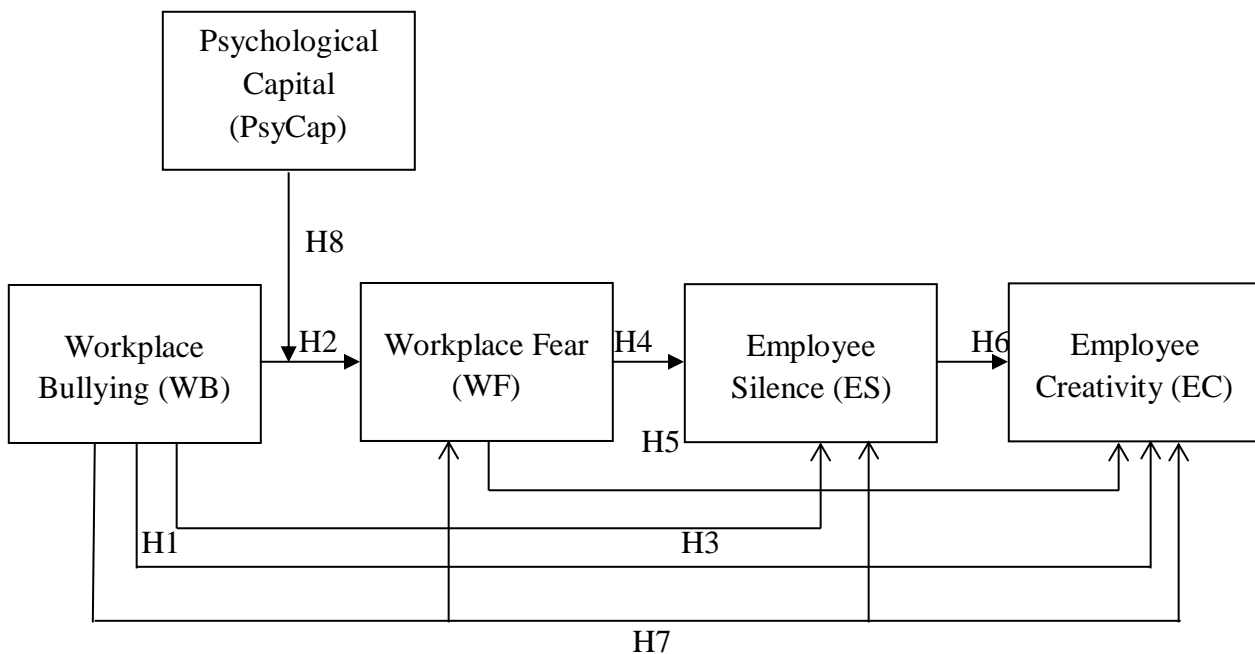 Psychological
Capital
(PsyCap)
H8
H2
H4
H6
Workplace
Bullying (WB)
Workplace Fear
(WF)
Employee
Silence (ES)
Employee
Creativity (EC)
H5
H1
H3
H7